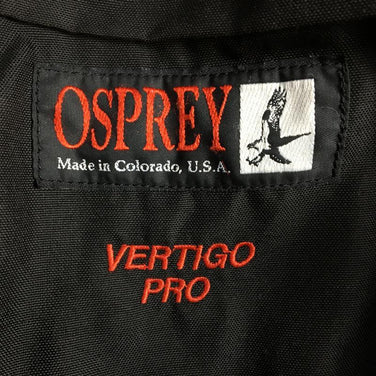 OSPREY
Made in Colorado, U.S.A.
VERTIGO
PRO